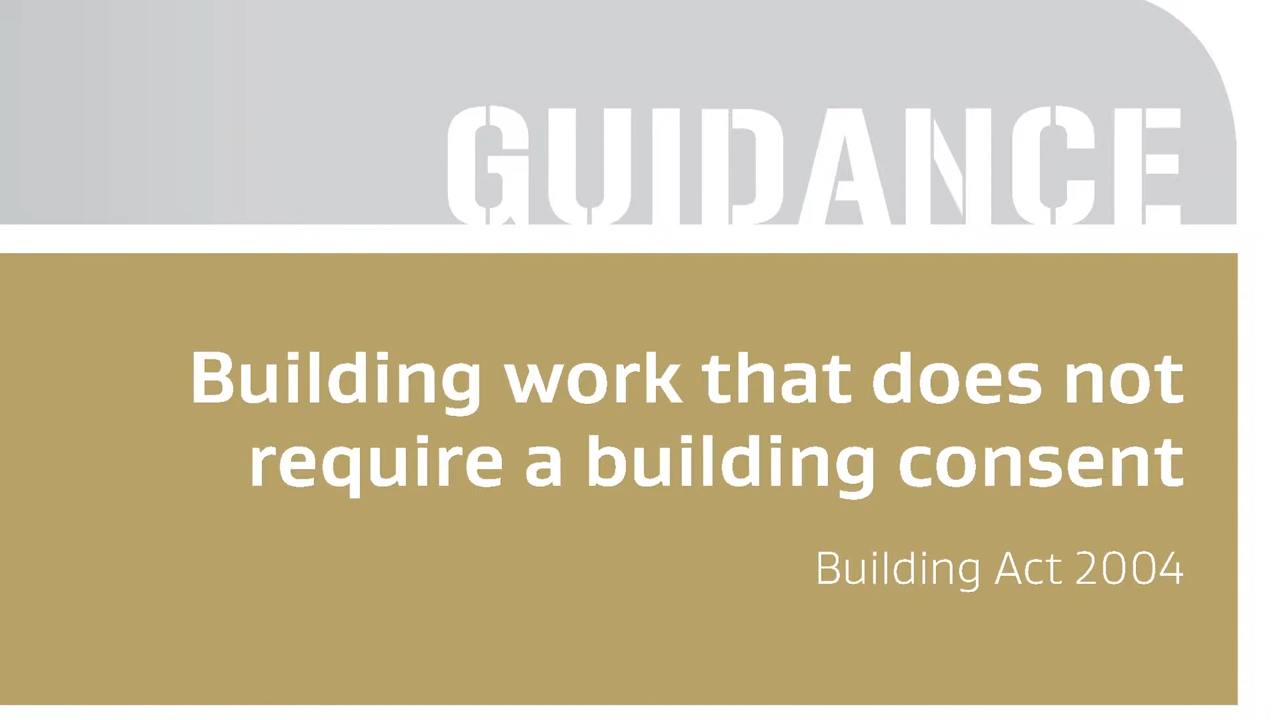 GUIDANCE
Building work that does not
require a building consent
Building Act 2004